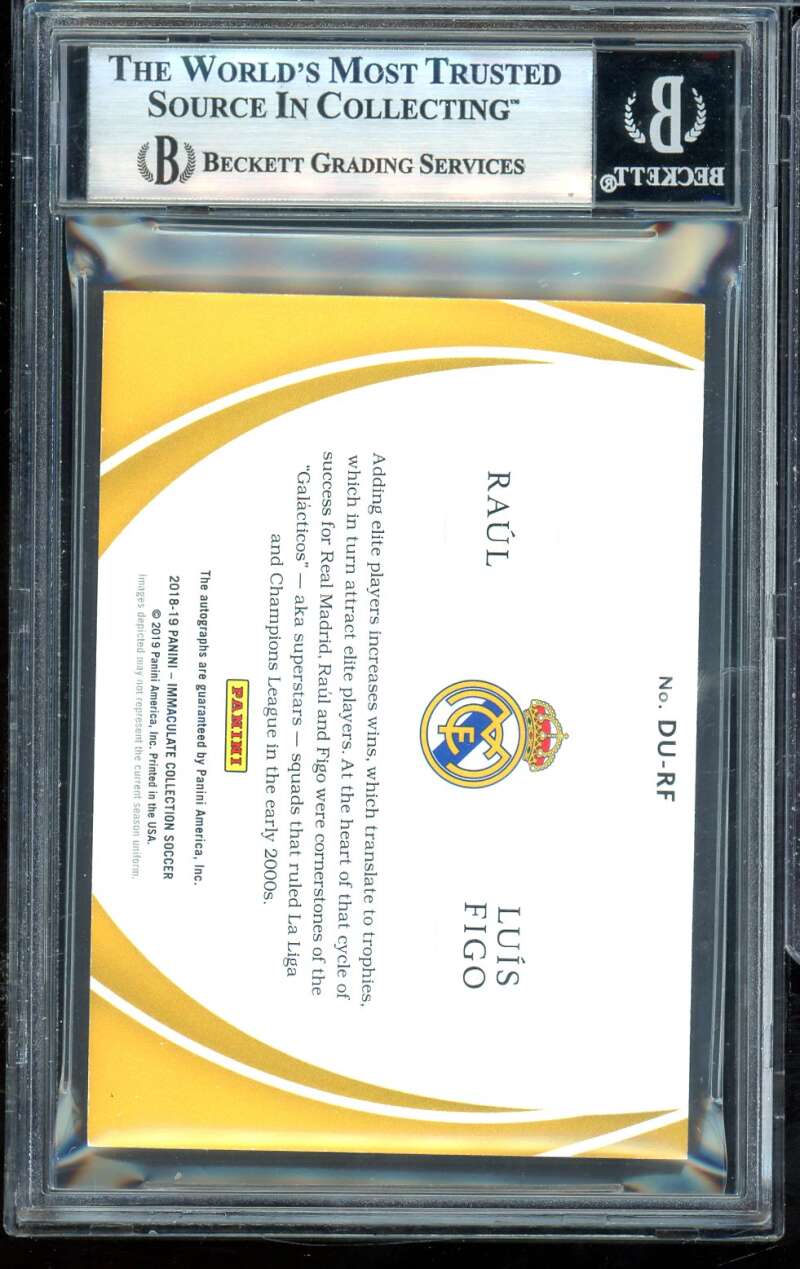 THE WORLD'S MOST TRUSTED
SOURCE IN COLLECTING™
B BECKETT GRADING SERVICES
B
BECKETT®
No. DU-RF
RAÚL
LUÍS
FIGO
Adding elite players increases wins, which translate to trophies,
which in turn attract elite players. At the heart of that cycle of
success for Real Madrid, Raúl and Figo were cornerstones of the
"Galácticos" — aka superstars — squads that ruled La Liga
and Champions League in the early 2000s.
PANINI
The autographs are guaranteed by Panini America, Inc.
2018-19 PANINI – IMMACULATE COLLECTION SOCCER
© 2019 Panini America, Inc. Printed in the USA.
Images depicted may not represent the current season uniform.